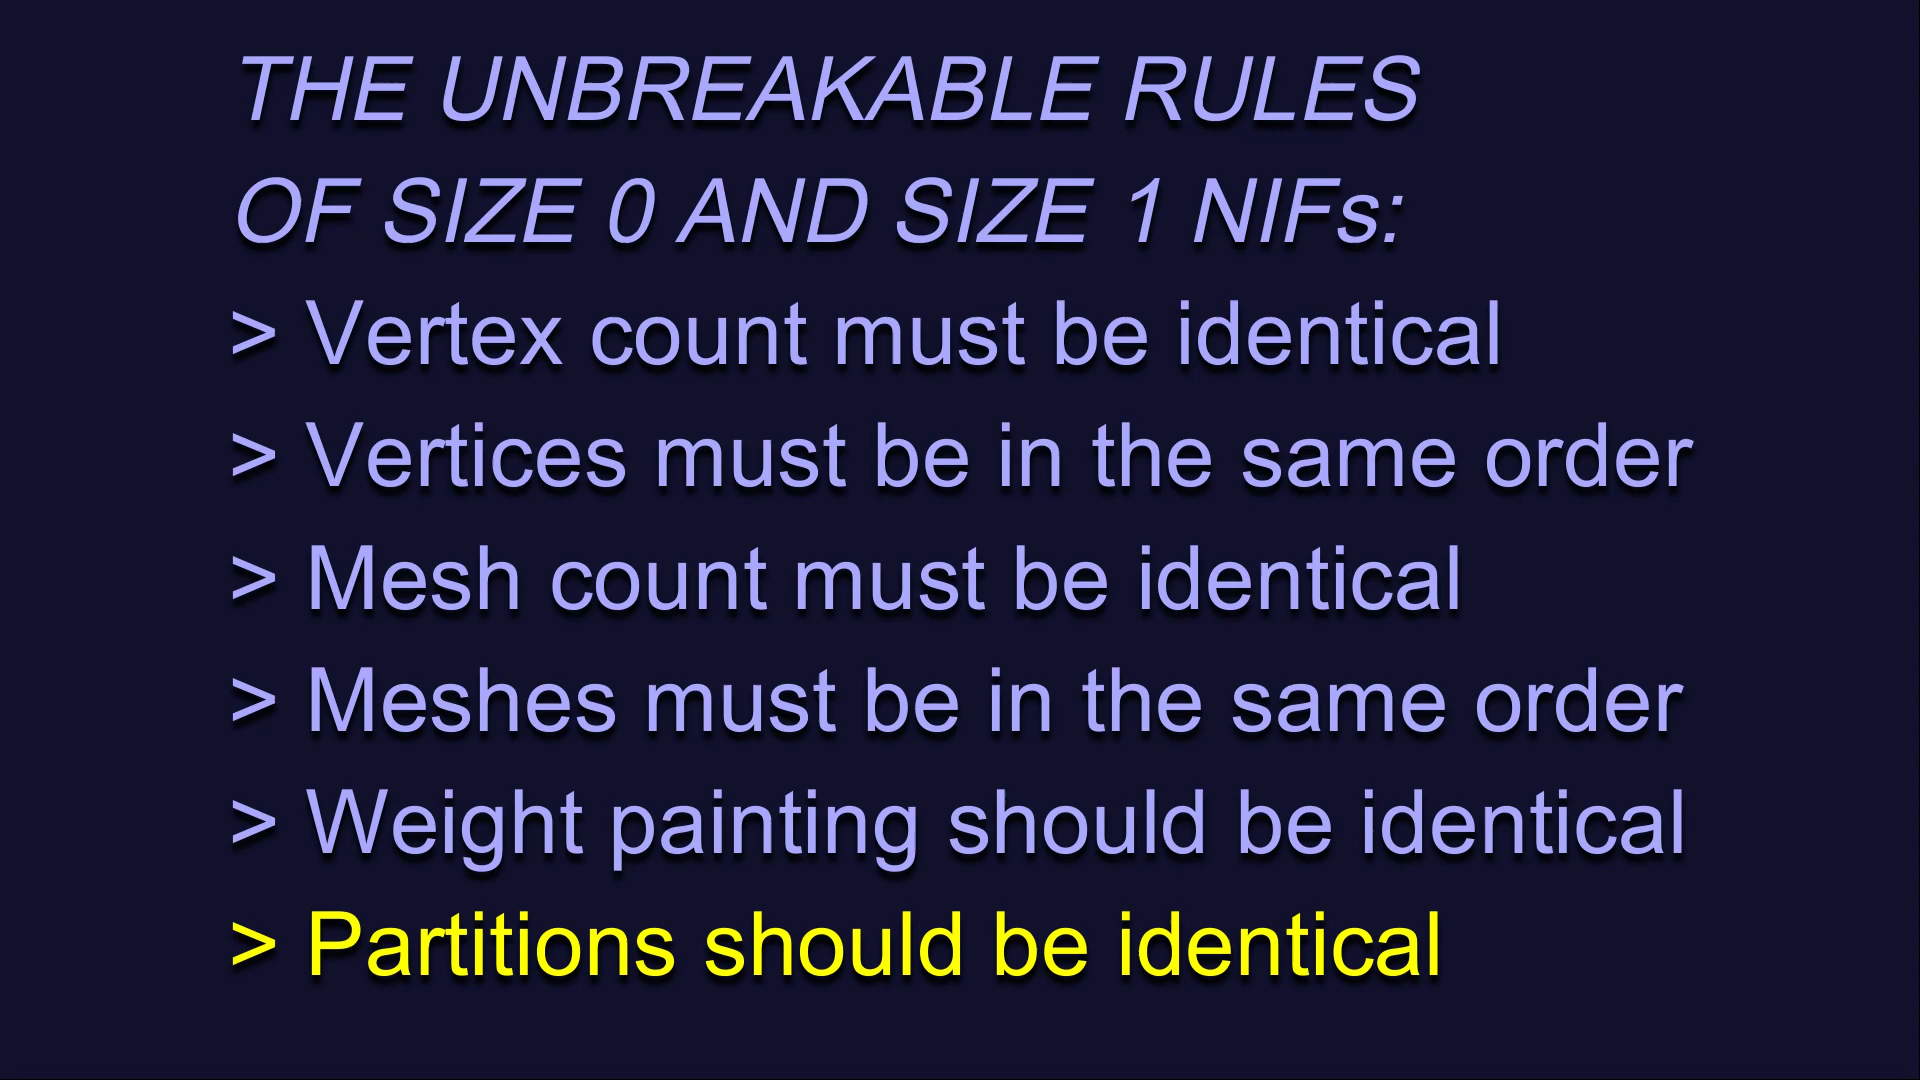 THE UNBREAKABLE RULES
OF SIZE 0 AND SIZE 1 NIFs:
> Vertex count must be identical
> Vertices must be in the same order
> Mesh count must be identical
> Meshes must be in the same order
> Weight painting should be identical
> Partitions should be identical